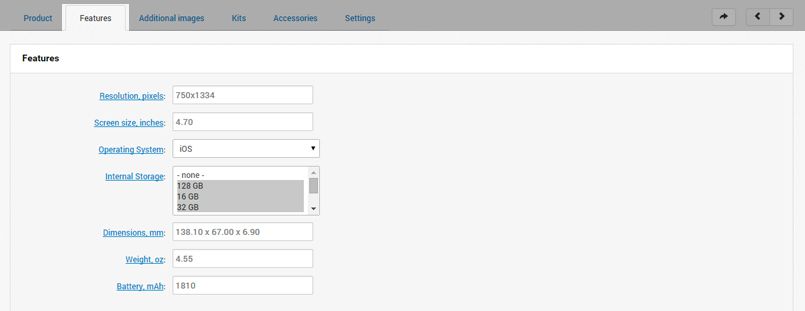 Product Features Additional images Kits Accessories Settings
Features
Resolution, pixels: 750x1334
Screen size, inches: 4.70
Operating System: iOS
Internal Storage: - none -
128 GB
16 GB
32 GB
Dimensions, mm: 138.10 x 67.00 x 6.90
Weight, oz: 4.55
Battery, mAh: 1810